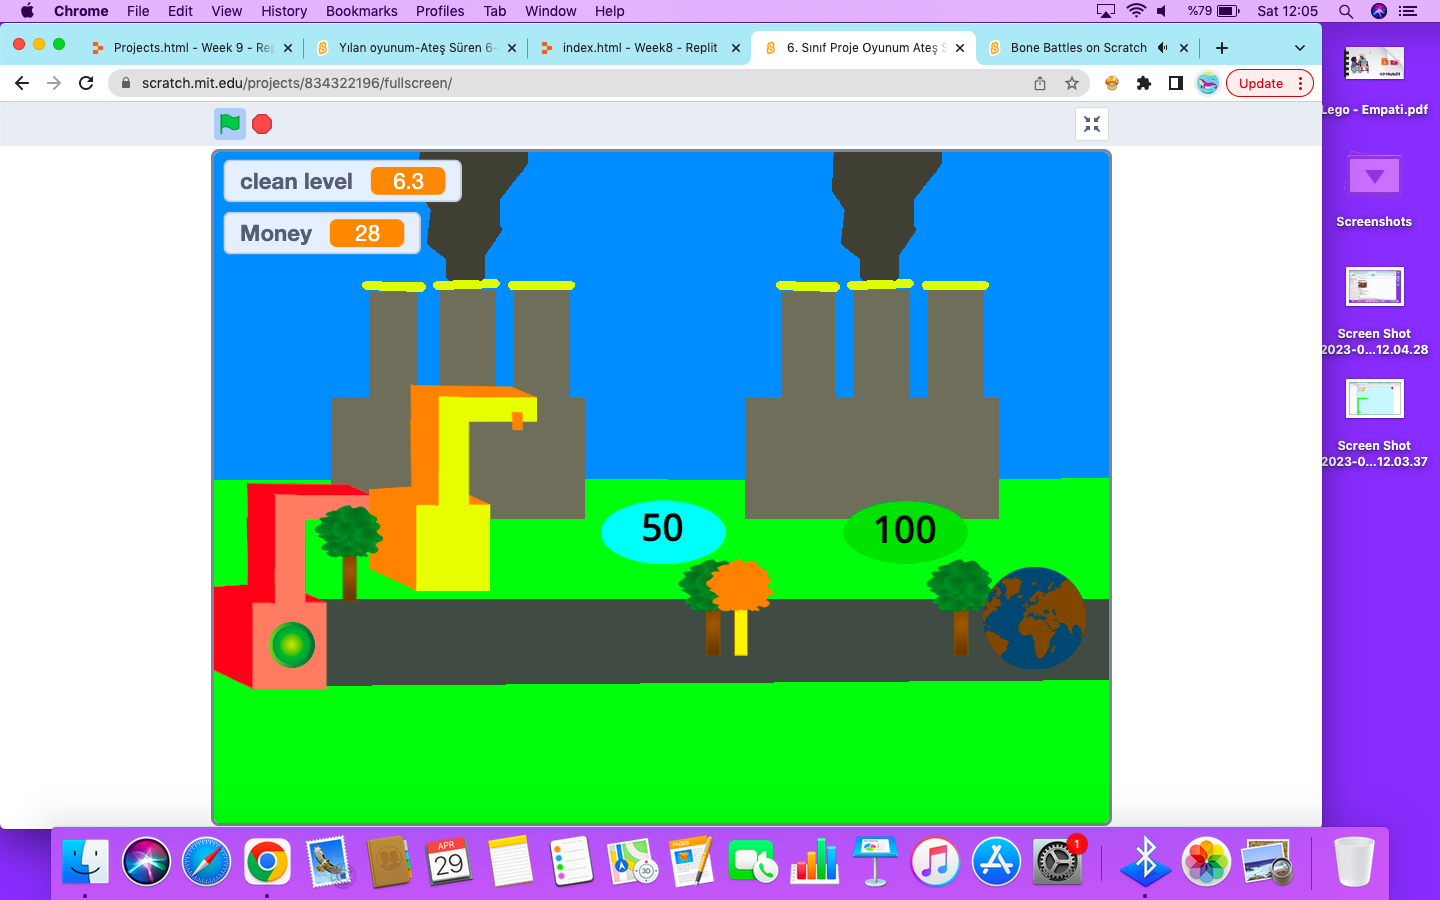 Chrome File Edit View History Bookmarks Profiles Tab Window Help %79 Sat 12:05
Projects.html - Week 9 - Rep
Yılan oyunum-Ateş Süren 6-
index.html - Week8 - Replit
6. Sınıf Proje Oyunum Ateş S
Bone Battles on Scratch
scratch.mit.edu/projects/834322196/fullscreen/
Update
clean level 6.3
Money 28
50
100
Lego - Empati.pdf
Screenshots
Screen Shot
2023-0...12.04.28
Screen Shot
2023-0...12.03.37
APR
29
3D
PAGES
1